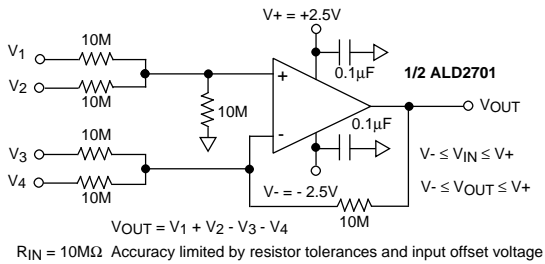 V+ = +2.5V
V1
10M
V2
10M
0.1µF
1/2 ALD2701
+
10M
VOUT
0.1µF
V3
10M
-
V- ≤ VIN ≤ V+
V4
10M
V- = - 2.5V
V- ≤ VOUT ≤ V+
10M
VOUT = V1 + V2 - V3 - V4
RIN = 10MΩ Accuracy limited by resistor tolerances and input offset voltage